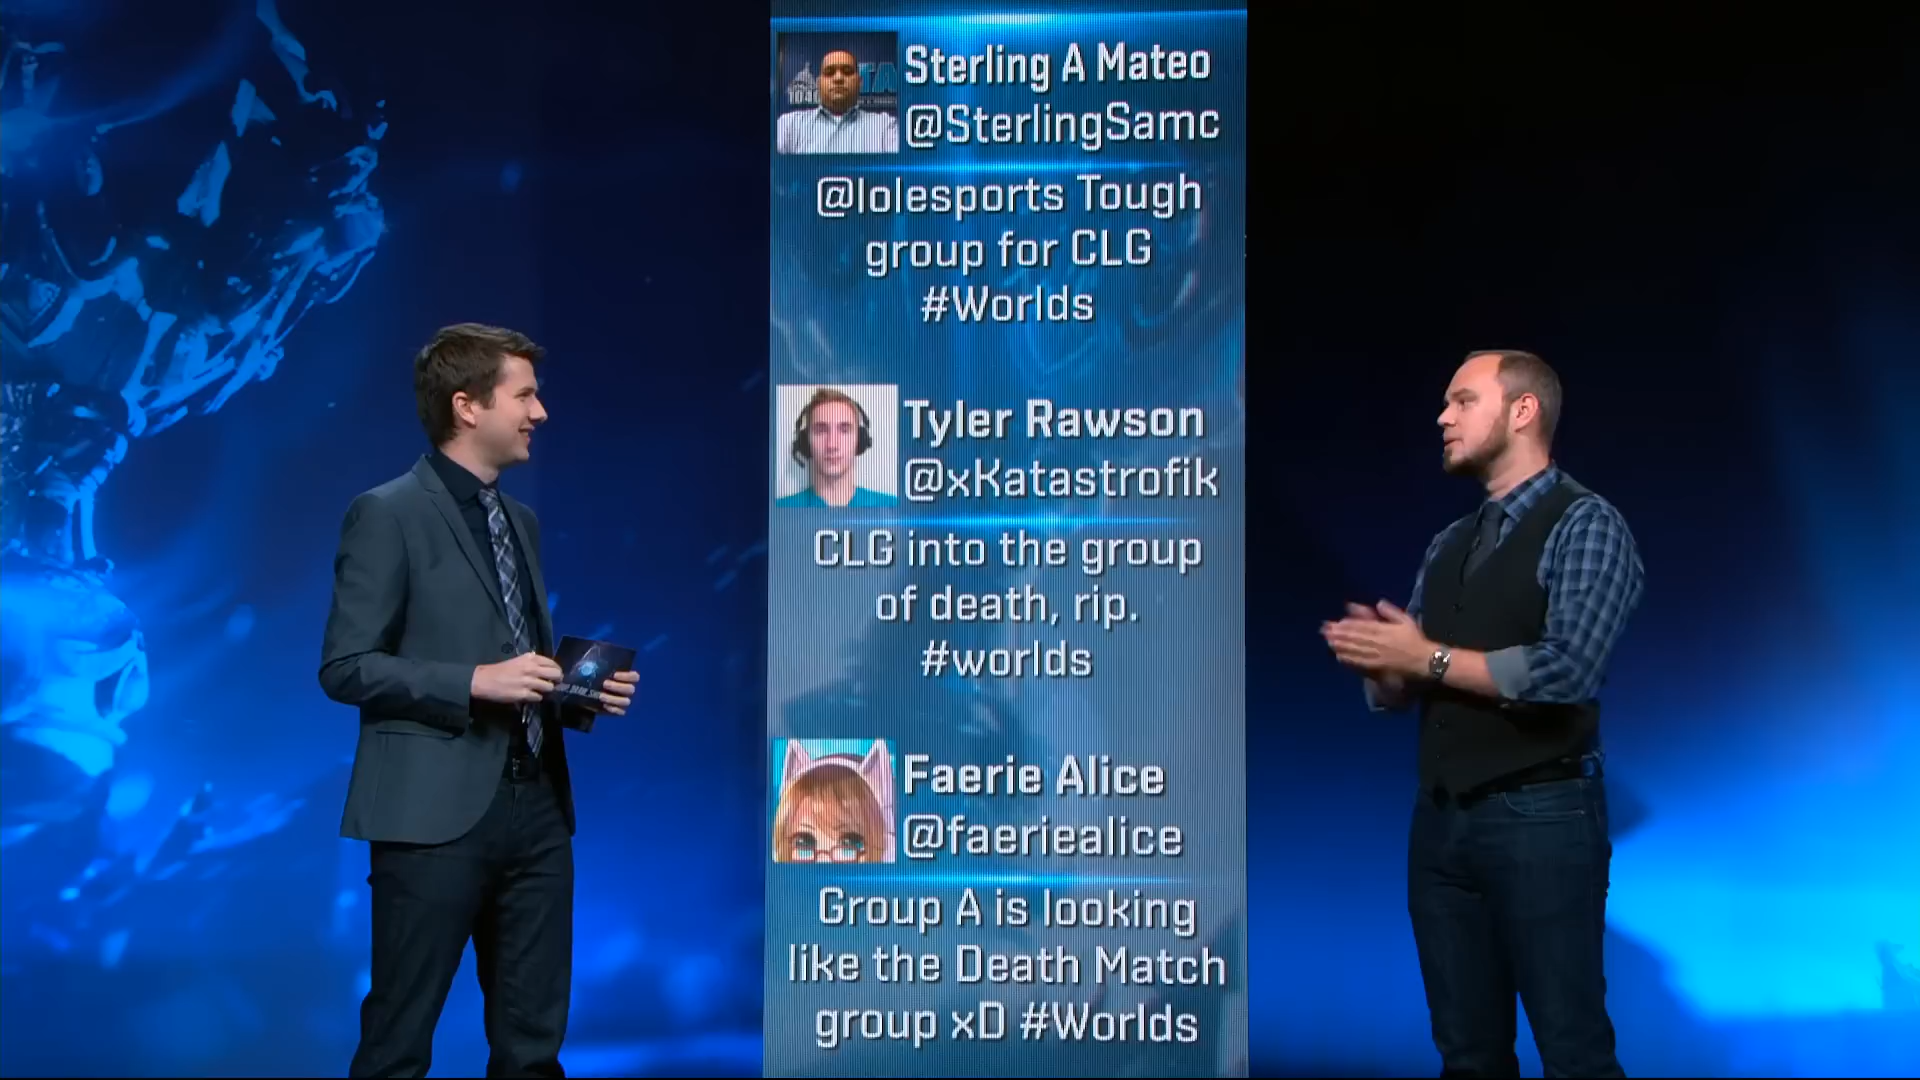 Sterling A Mateo
@SterlingSamc
@lolesports Tough
group for CLG
#Worlds
Tyler Rawson
@xKatastrofik
CLG into the group
of death, rip.
#worlds
Faerie Alice
@faeriealice
Group A is looking
like the Death Match
group xD #Worlds
1040